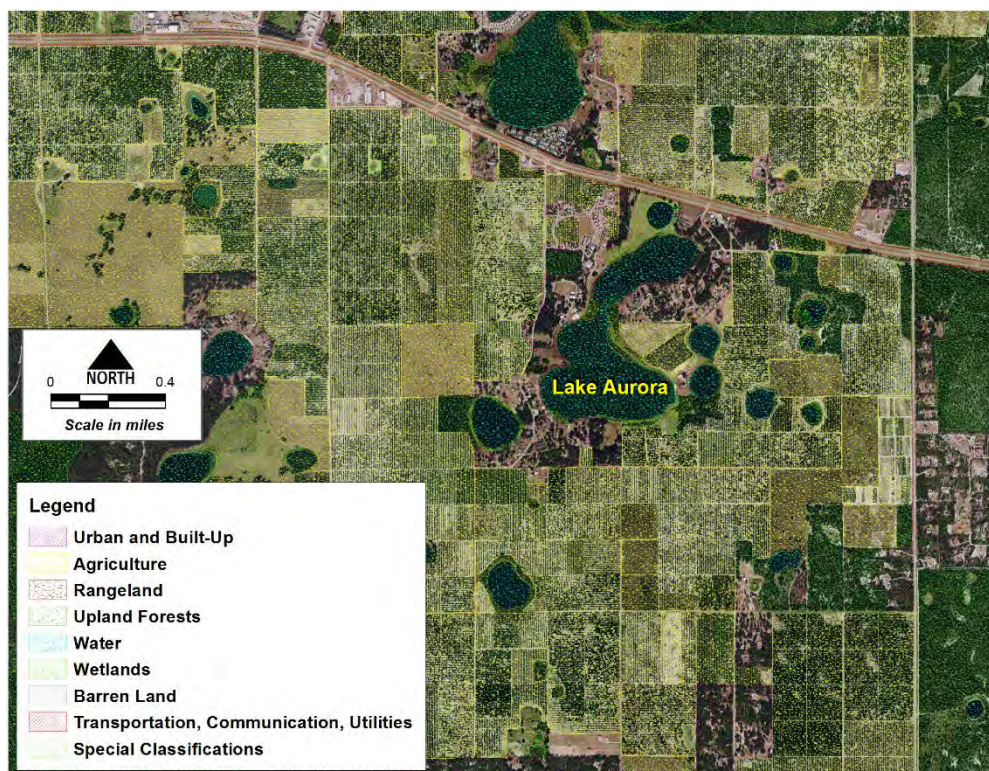 Lake Aurora
0 NORTH 0.4
Scale in miles
Legend
Urban and Built-Up
Agriculture
Rangeland
Upland Forests
Water
Wetlands
Barren Land
Transportation, Communication, Utilities
Special Classifications